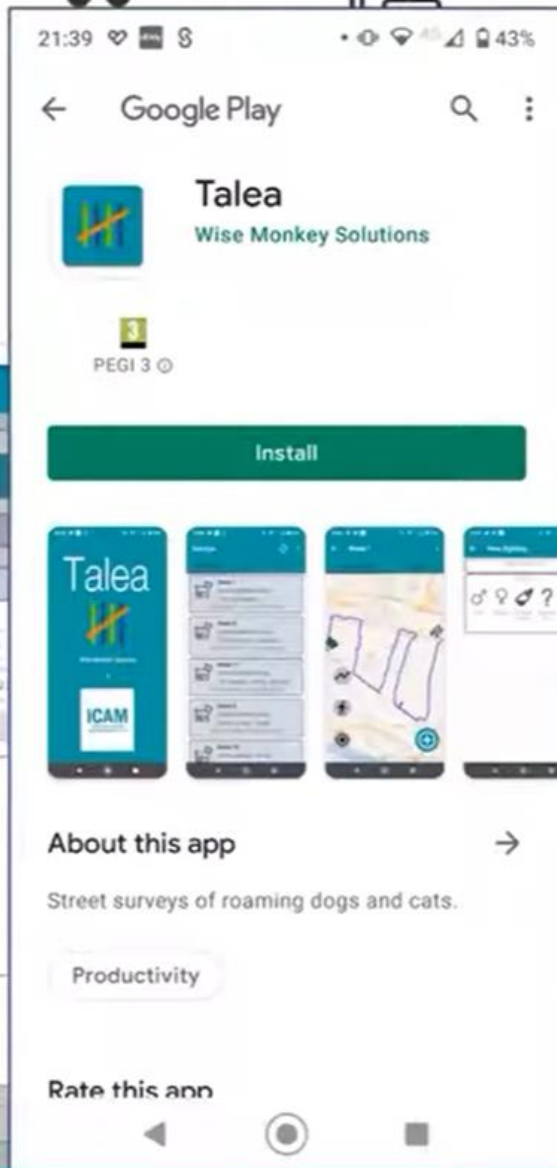 21:39
43%
Google Play
Talea
Wise Monkey Solutions
3
PEGI 3
Install
Talea
ICAM
About this app
Street surveys of roaming dogs and cats.
Productivity
Rate this app